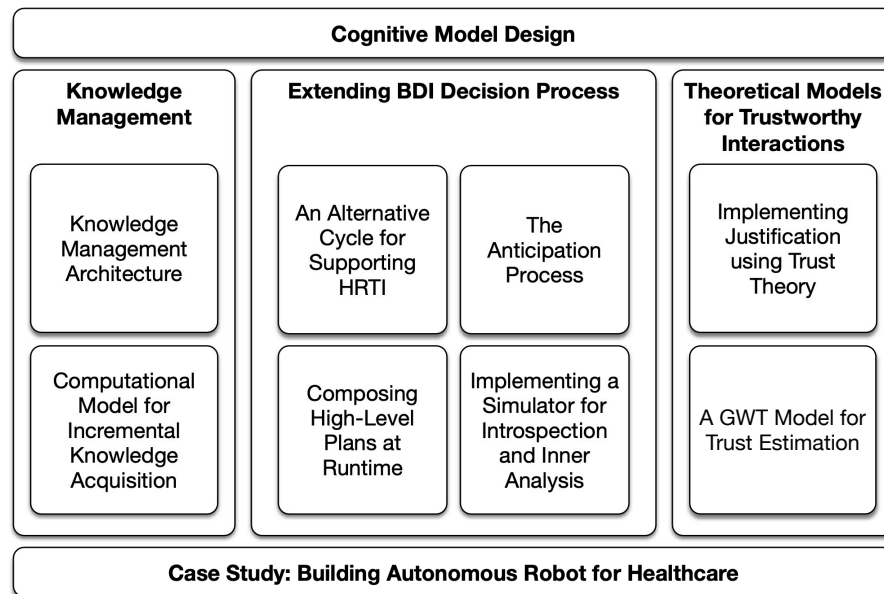 Cognitive Model Design
Knowledge
Management
Knowledge
Management
Architecture
Computational
Model for
Incremental
Knowledge
Acquisition
Extending BDI Decision Process
An Alternative
Cycle for
Supporting
HRTI
The
Anticipation
Process
Composing
High-Level
Plans at
Runtime
Implementing a
Simulator for
Introspection
and Inner
Analysis
Theoretical Models
for Trustworthy
Interactions
Implementing
Justification
using Trust
Theory
A GWT Model for
Trust Estimation
Case Study: Building Autonomous Robot for Healthcare